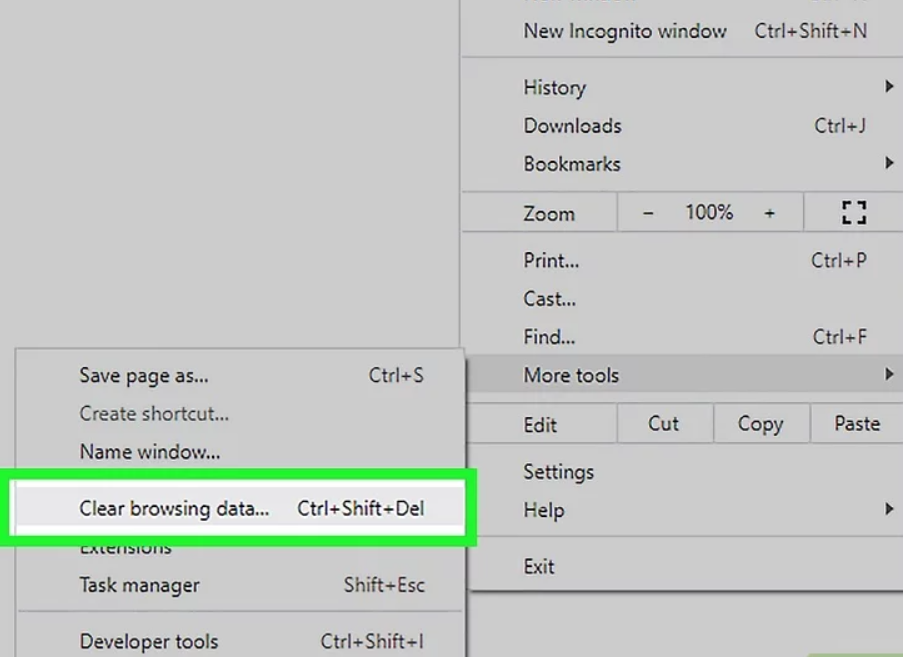 New Incognito window Ctrl+Shift+N
History
Downloads Ctrl+J
Bookmarks
Zoom − 100% +
Print... Ctrl+P
Cast...
Find... Ctrl+F
More tools
Edit Cut Copy Paste
Settings
Help
Exit
Save page as... Ctrl+S
Create shortcut...
Name window...
Clear browsing data... Ctrl+Shift+Del
Extensions
Task manager Shift+Esc
Developer tools Ctrl+Shift+I